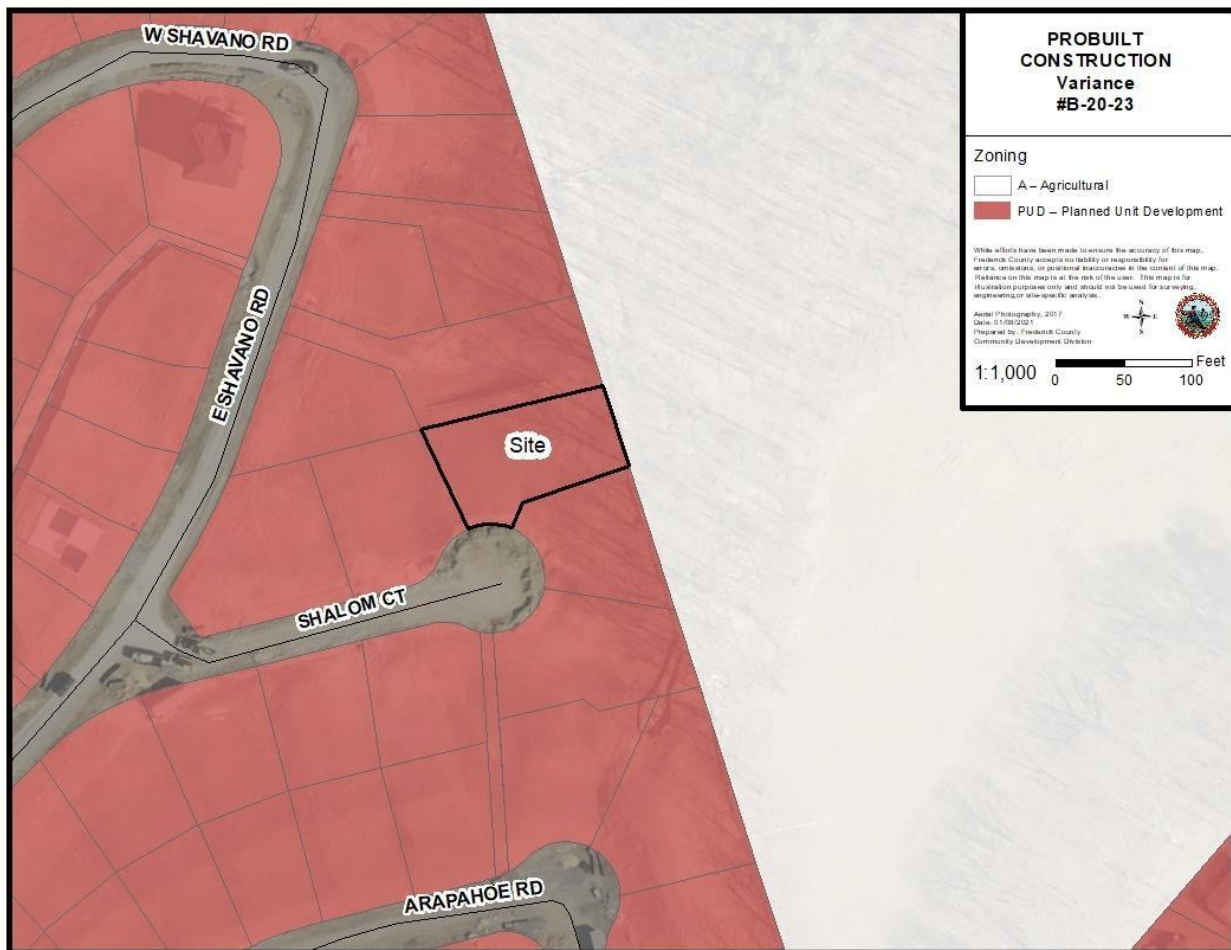 W SHAVANO RD
E SHAVANO RD
Site
SHALOM CT
ARAPAHOE RD
PROBUILT
CONSTRUCTION
Variance
#B-20-23
Zoning
A – Agricultural
PUD – Planned Unit Development
While efforts have been made to ensure the accuracy of this map,
Frederick County accepts no liability or responsibility for
errors, omissions, or positional inaccuracies in the content of this map.
Reliance on this map is at the risk of the user. This map is for
illustration purposes only and should not be used for surveying,
engineering, or site-specific analysis.
Aerial Photography, 2017
Date: 01/08/2021
Prepared by: Frederick County
Community Development Division
N
W E
S
1:1,000
0 50 100 Feet